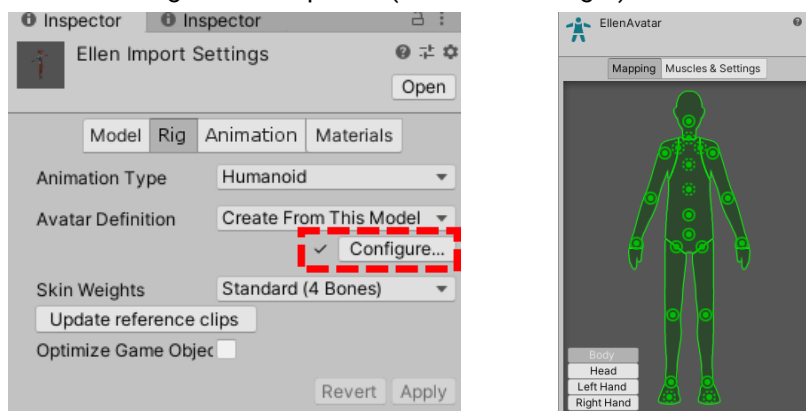 Inspector Inspector
Ellen Import Settings
Open
Model Rig Animation Materials
Animation Type Humanoid
Avatar Definition Create From This Model
Configure...
Skin Weights Standard (4 Bones)
Update reference clips
Optimize Game Objec
Revert Apply
EllenAvatar
Mapping Muscles & Settings
Body
Head
Left Hand
Right Hand